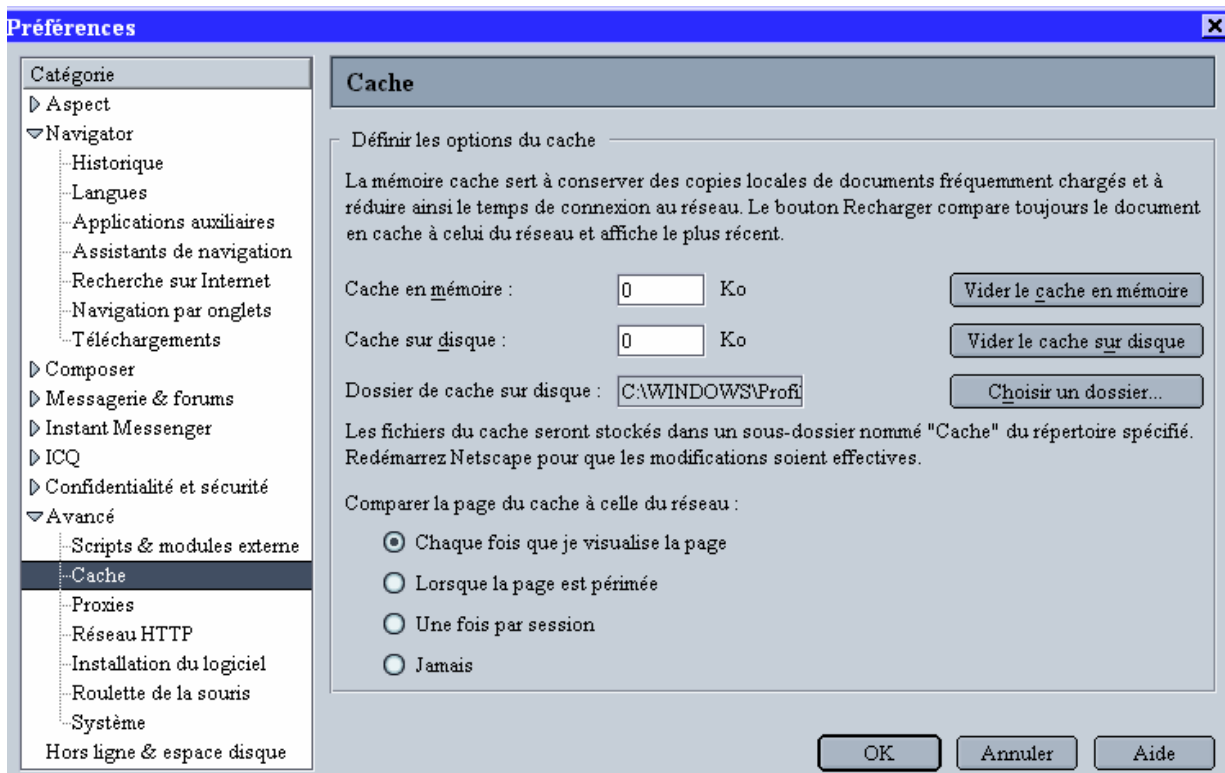 Préférences
Catégorie
Aspect
Navigator
Historique
Langues
Applications auxiliaires
Assistants de navigation
Recherche sur Internet
Navigation par onglets
Téléchargements
Composer
Messagerie & forums
Instant Messenger
ICQ
Confidentialité et sécurité
Avancé
Scripts & modules externe
Cache
Proxies
Réseau HTTP
Installation du logiciel
Roulette de la souris
Système
Hors ligne & espace disque
Cache
Définir les options du cache
La mémoire cache sert à conserver des copies locales de documents fréquemment chargés et à
réduire ainsi le temps de connexion au réseau. Le bouton Recharger compare toujours le document
en cache à celui du réseau et affiche le plus récent.
Cache en mémoire : 0 Ko Vider le cache en mémoire
Cache sur disque : 0 Ko Vider le cache sur disque
Dossier de cache sur disque : C:\WINDOWS\Profi Choisir un dossier...
Les fichiers du cache seront stockés dans un sous-dossier nommé "Cache" du répertoire spécifié.
Redémarrez Netscape pour que les modifications soient effectives.
Comparer la page du cache à celle du réseau :
Chaque fois que je visualise la page
Lorsque la page est périmée
Une fois par session
Jamais
OK Annuler Aide